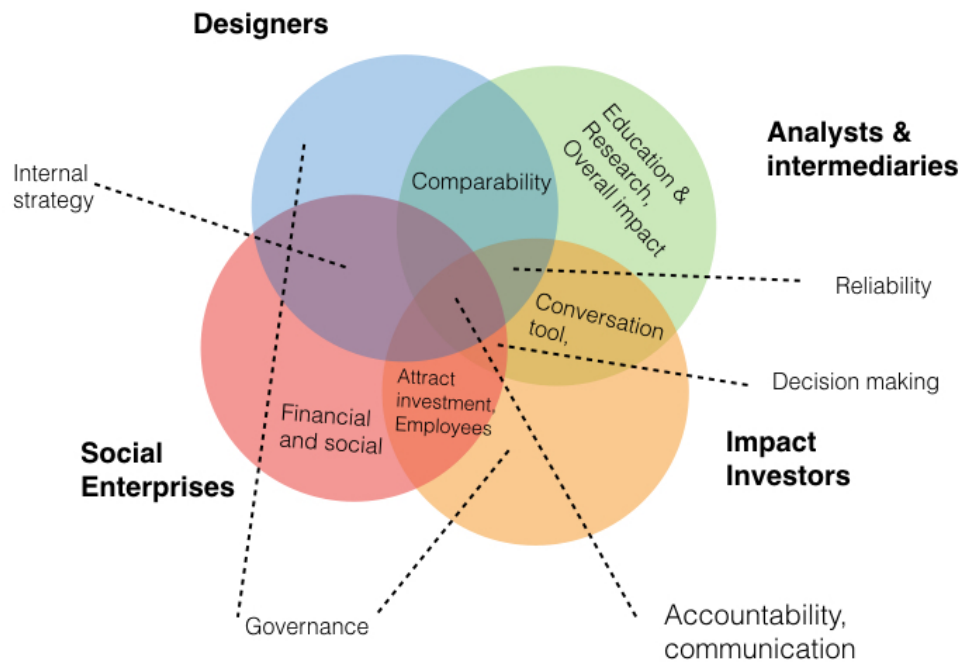 Designers
Education &
Research,
Overall impact
Analysts &
intermediaries
Internal
strategy
Comparability
Reliability
Conversation
tool,
Decision making
Attract
investment,
Employees
Financial
and social
Social
Enterprises
Impact
Investors
Governance
Accountability,
communication